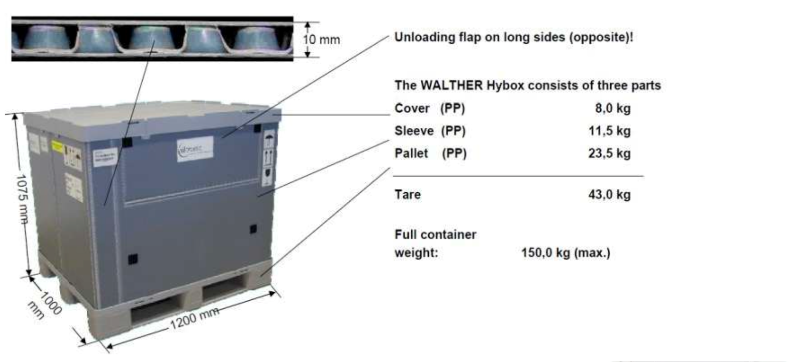 10 mm
Unloading flap on long sides (opposite)!
The WALTHER Hybox consists of three parts
Cover (PP) 8,0 kg
Sleeve (PP) 11,5 kg
Pallet (PP) 23,5 kg
Tare 43,0 kg
Full container
weight: 150,0 kg (max.)
1075 mm
1000
mm
1200 mm